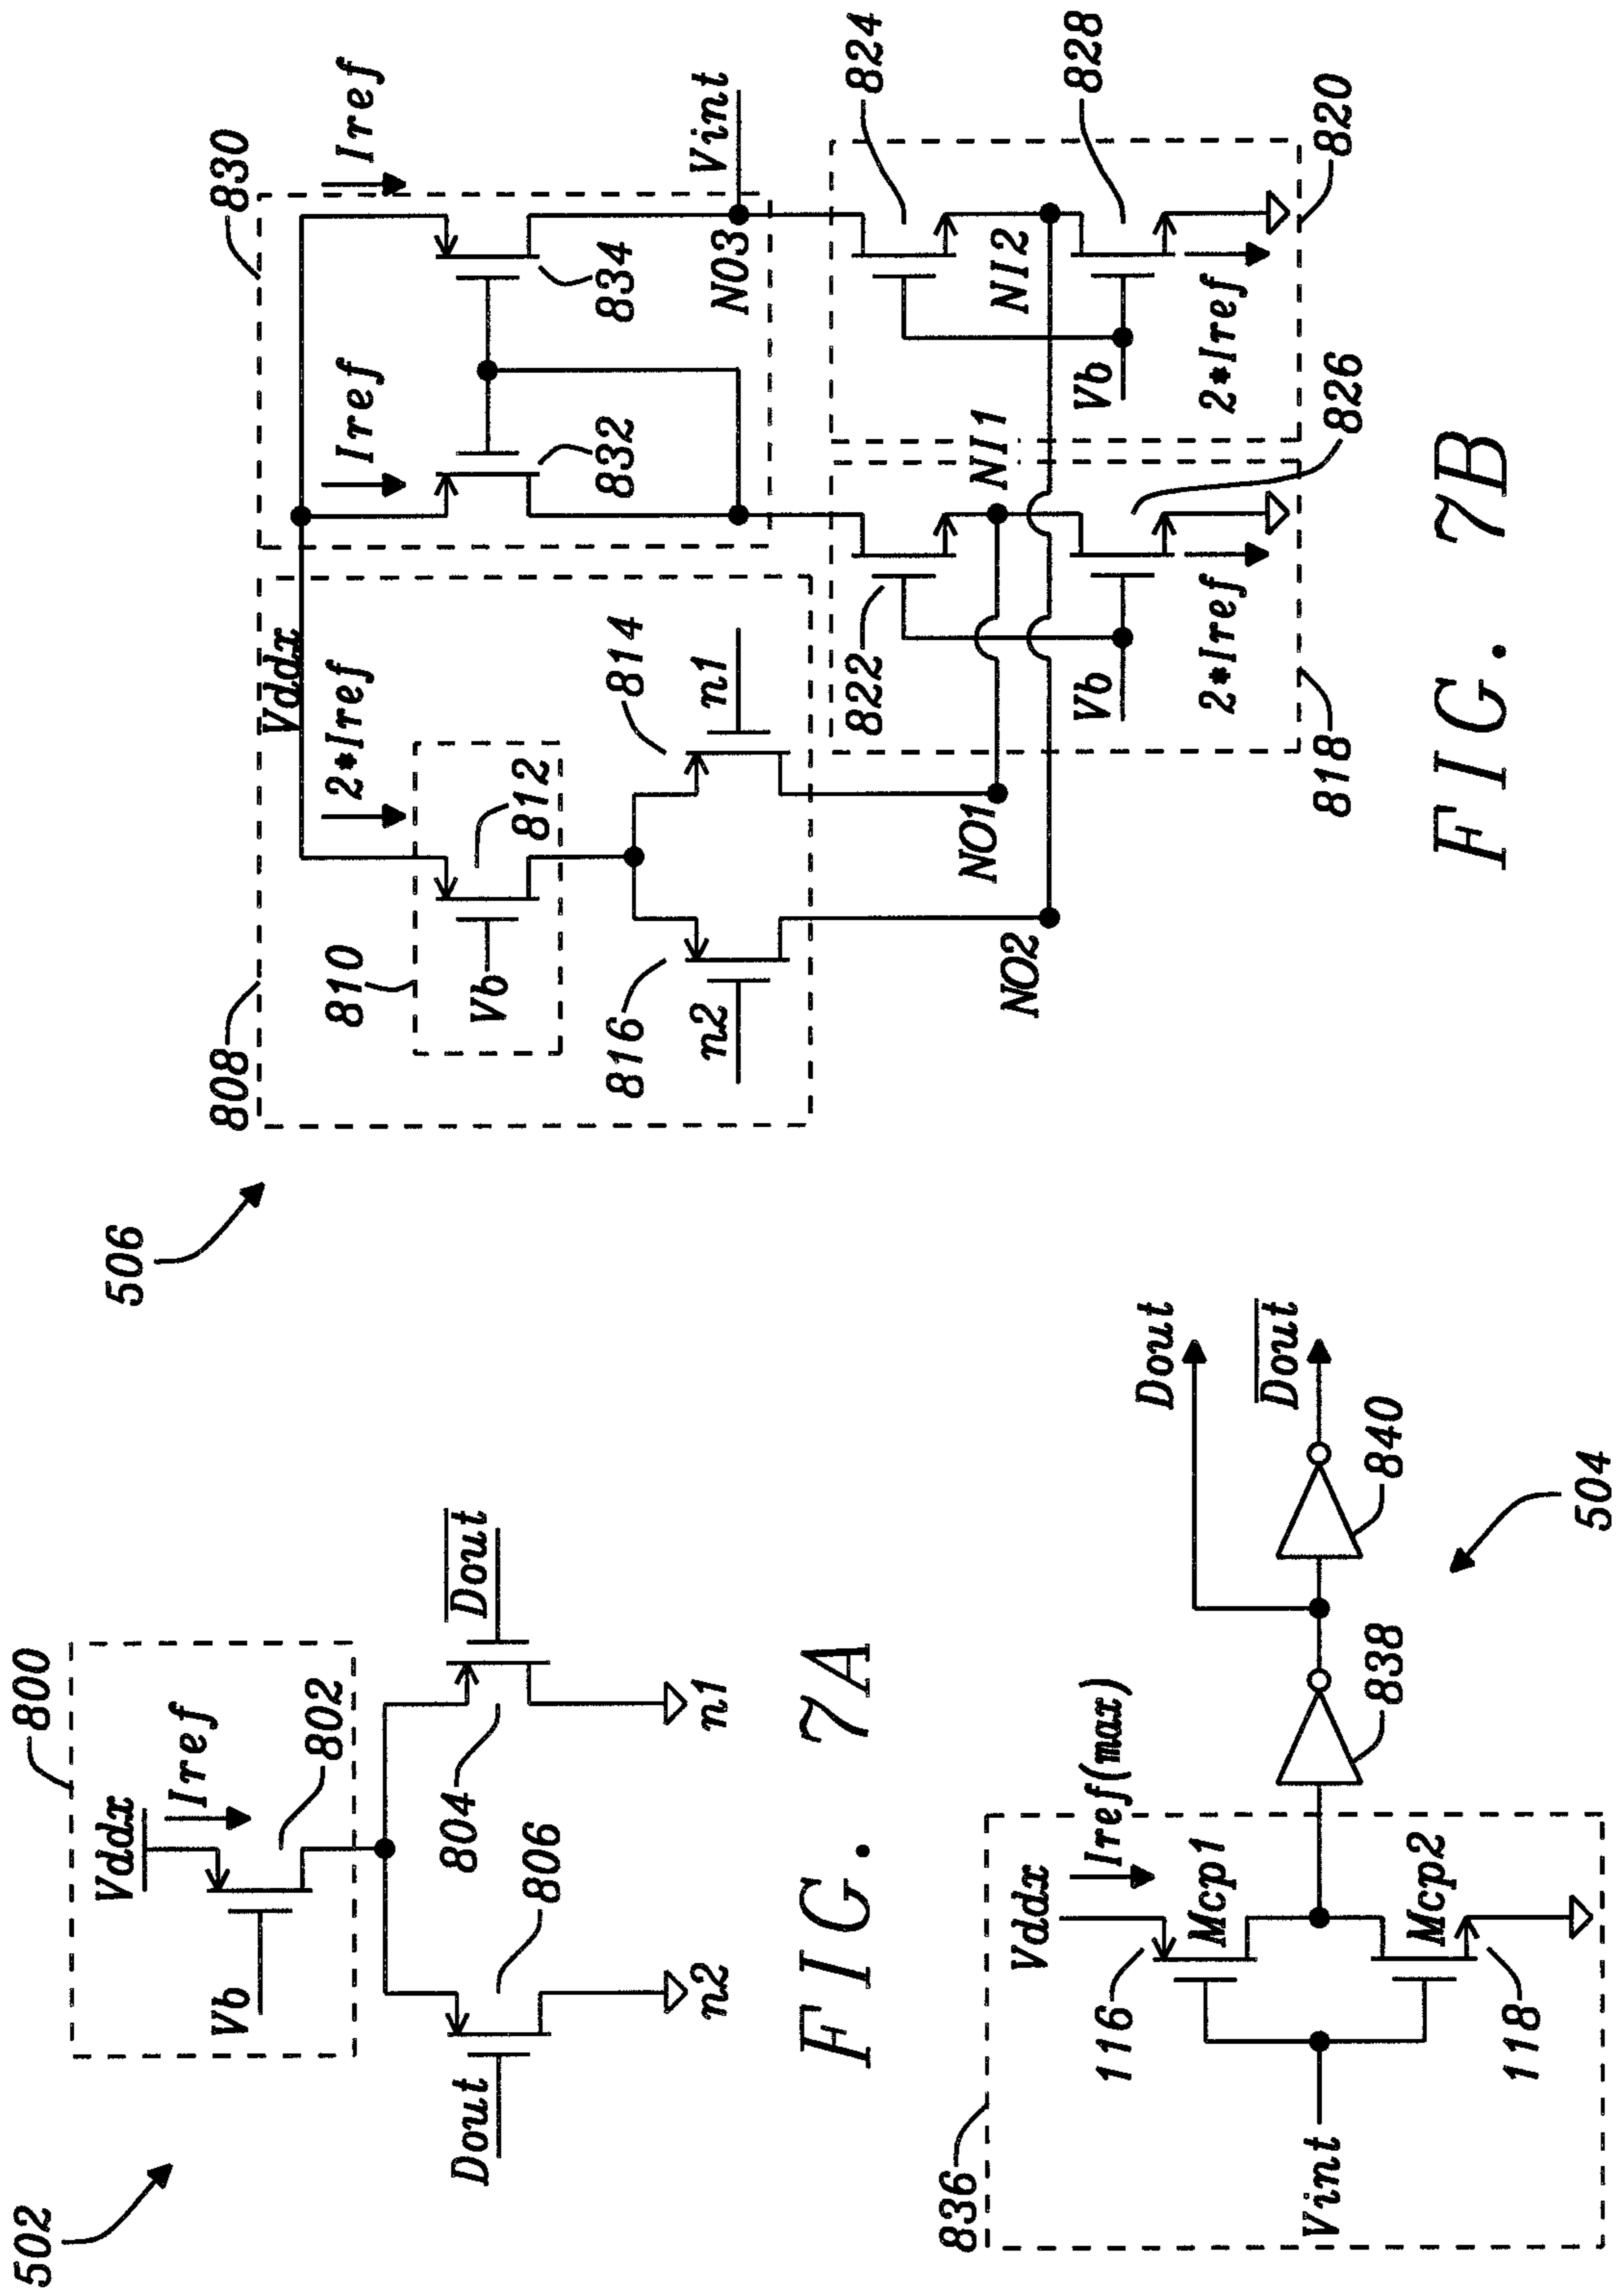 502
800
Vddx
Iref
802
Vb
804
806
Dout
Dout
n1
n2
FIG. 7A
836
Vddx
Iref(max)
116
Mcp1
Mcp2
118
Vint
838
840
Dout
Dout
504
506
808
Vddx
2*Iref
810
812
Vb
814
816
n1
n2
NO1
NO2
830
Iref
Iref
832
834
NO3
Vint
822
824
NI1
NI2
826
828
Vb
Vb
2*Iref
2*Iref
818
820
FIG. 7B